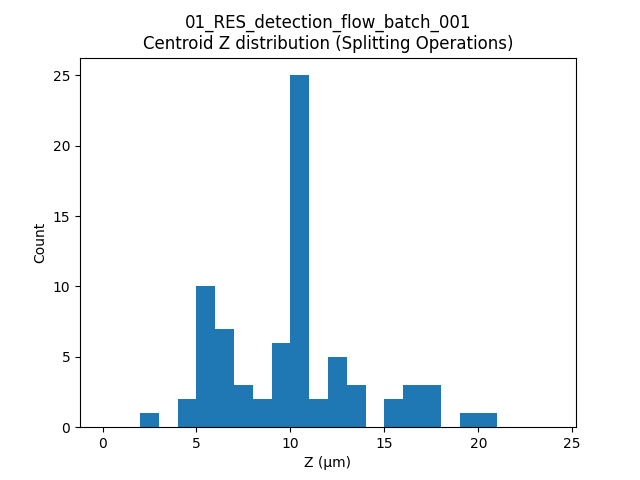 01_RES_detection_flow_batch_001
Centroid Z distribution (Splitting Operations)
25
20
15
10
5
0
Count
0 5 10 15 20 25
Z (μm)